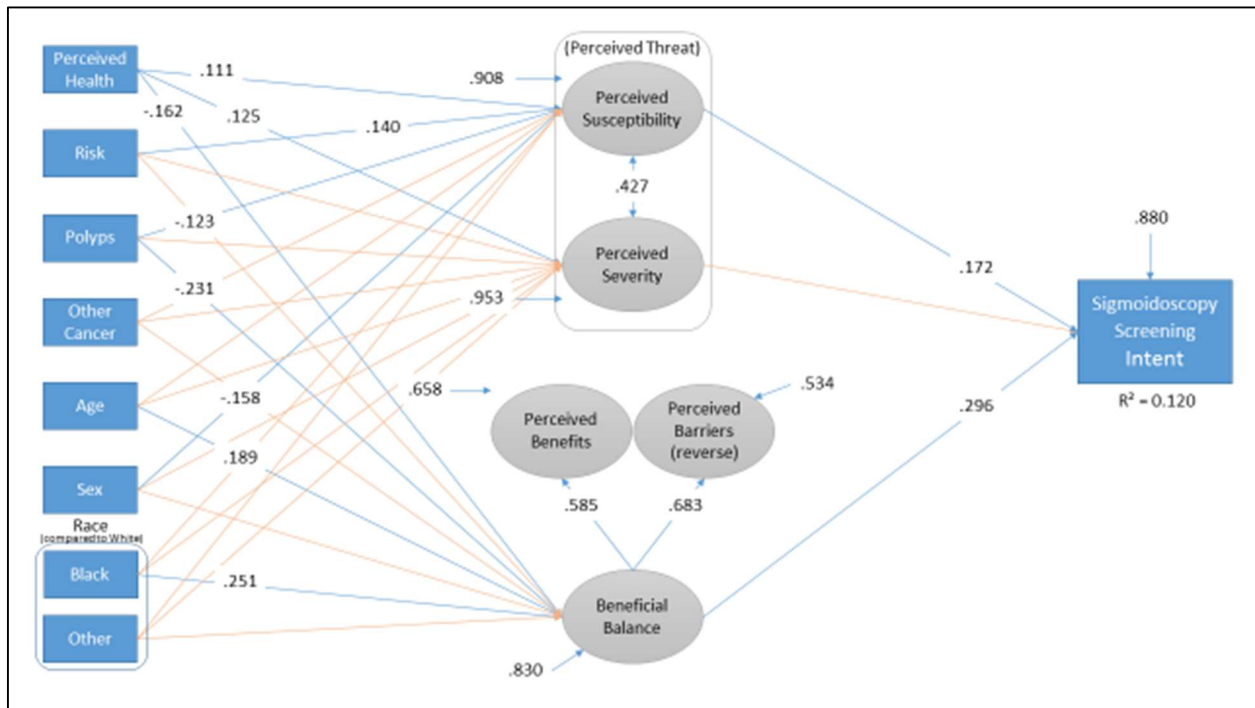 Perceived
Health
Risk
Polyps
Other
Cancer
Age
Sex
Race
(compared to White)
Black
Other
.111
-.162
.125
.140
-.123
-.231
-.158
.189
.251
(Perceived Threat)
.908
Perceived
Susceptibility
.427
Perceived
Severity
.953
.658
Perceived
Benefits
Perceived
Barriers
(reverse)
.534
.585
.683
Beneficial
Balance
.830
.172
.296
.880
Sigmoidoscopy
Screening
Intent
R² = 0.120